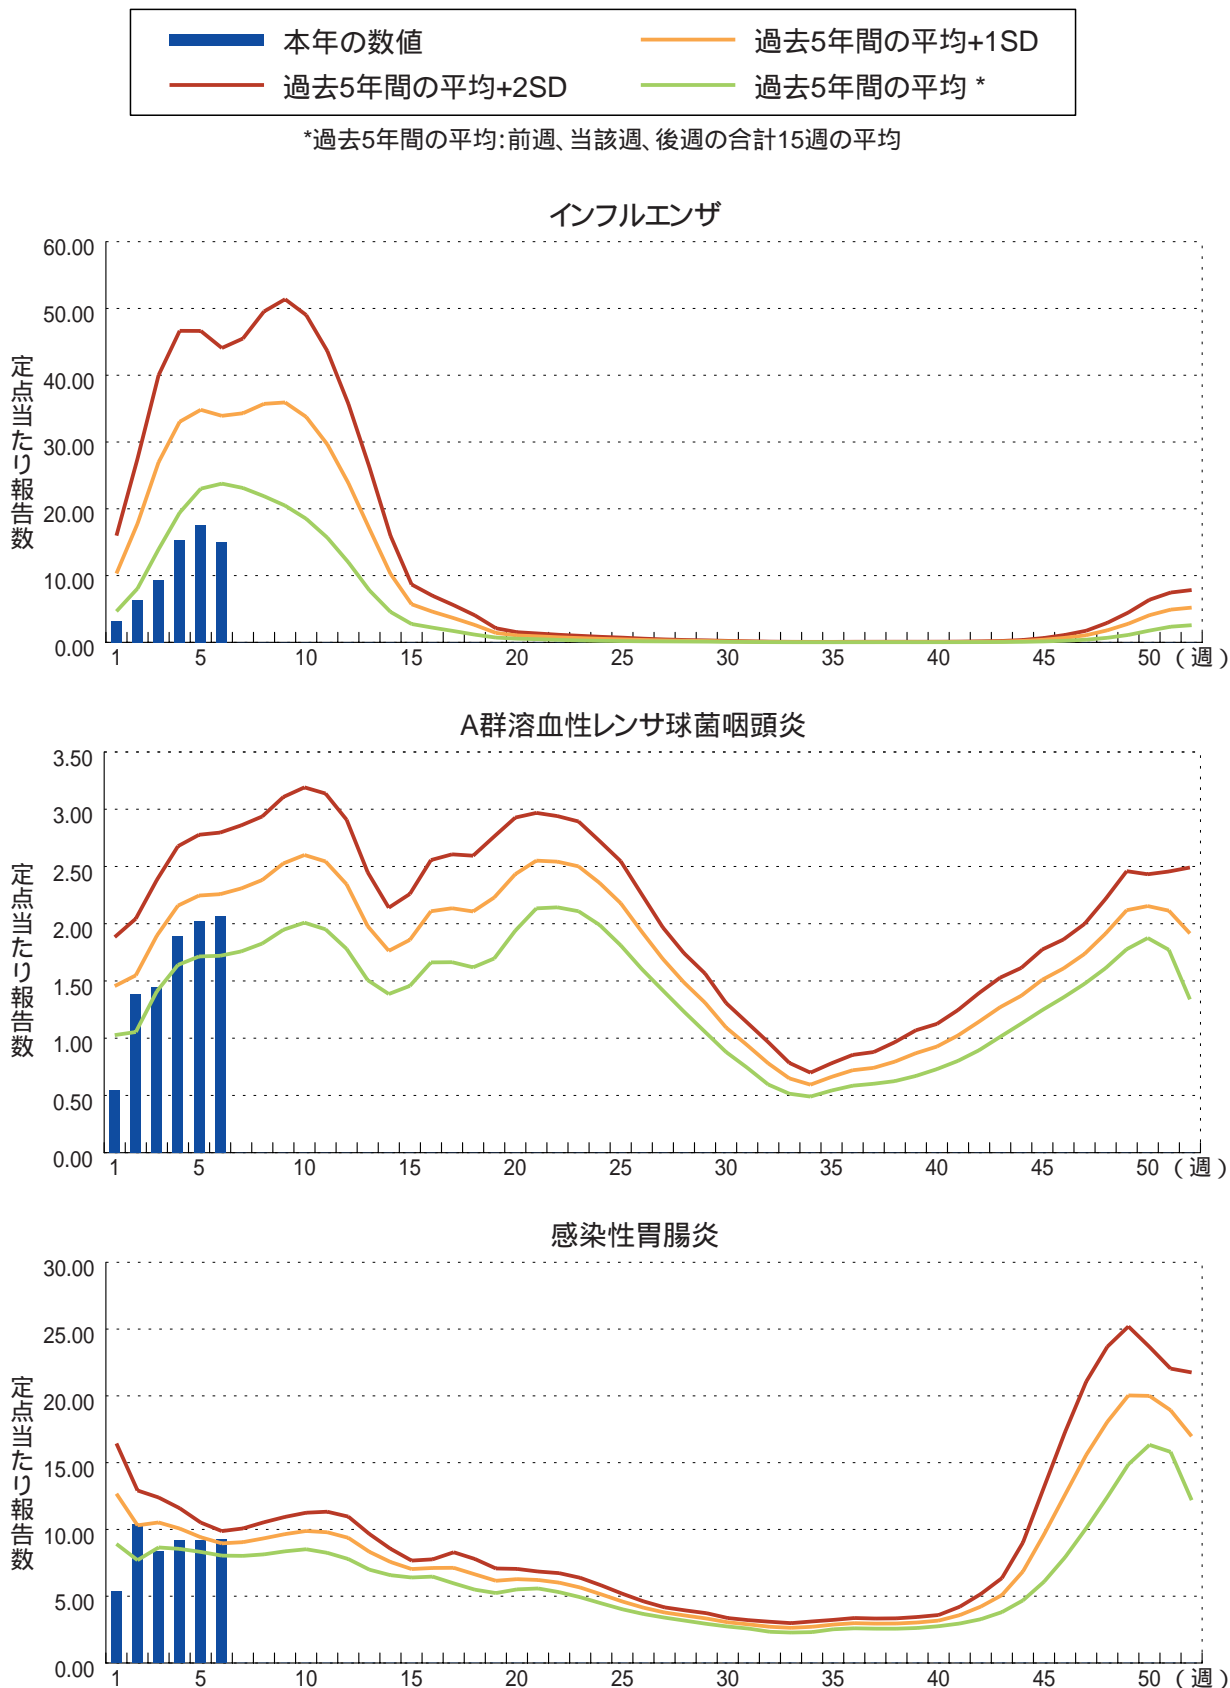 本年の数値
過去5年間の平均+1SD
過去5年間の平均+2SD
過去5年間の平均 *
*過去5年間の平均:前週、当該週、後週の合計15週の平均
インフルエンザ
定点当たり報告数
60.00
50.00
40.00
30.00
20.00
10.00
0.00
1 5 10 15 20 25 30 35 40 45 50 (週)
A群溶血性レンサ球菌咽頭炎
定点当たり報告数
3.50
3.00
2.50
2.00
1.50
1.00
0.50
0.00
1 5 10 15 20 25 30 35 40 45 50 (週)
感染性胃腸炎
定点当たり報告数
30.00
25.00
20.00
15.00
10.00
5.00
0.00
1 5 10 15 20 25 30 35 40 45 50 (週)